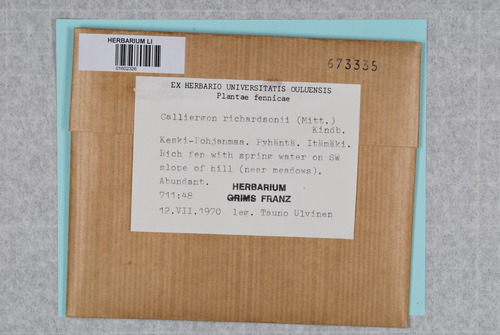 HERBARIUM LI
01602326
673335
EX HERBARIO UNIVERSITATIS OULUENSIS
Plantae fennicae
Calliergon richardsonii (Mitt.)
Kindb.
Keski-Pohjanmaa. Pyhäntä. Itämäki.
Rich fen with spring water on SW
slope of hill (near meadows).
Abundant.
HERBARIUM
711:48
GRIMS FRANZ
12.VII.1970 leg. Tauno Ulvinen